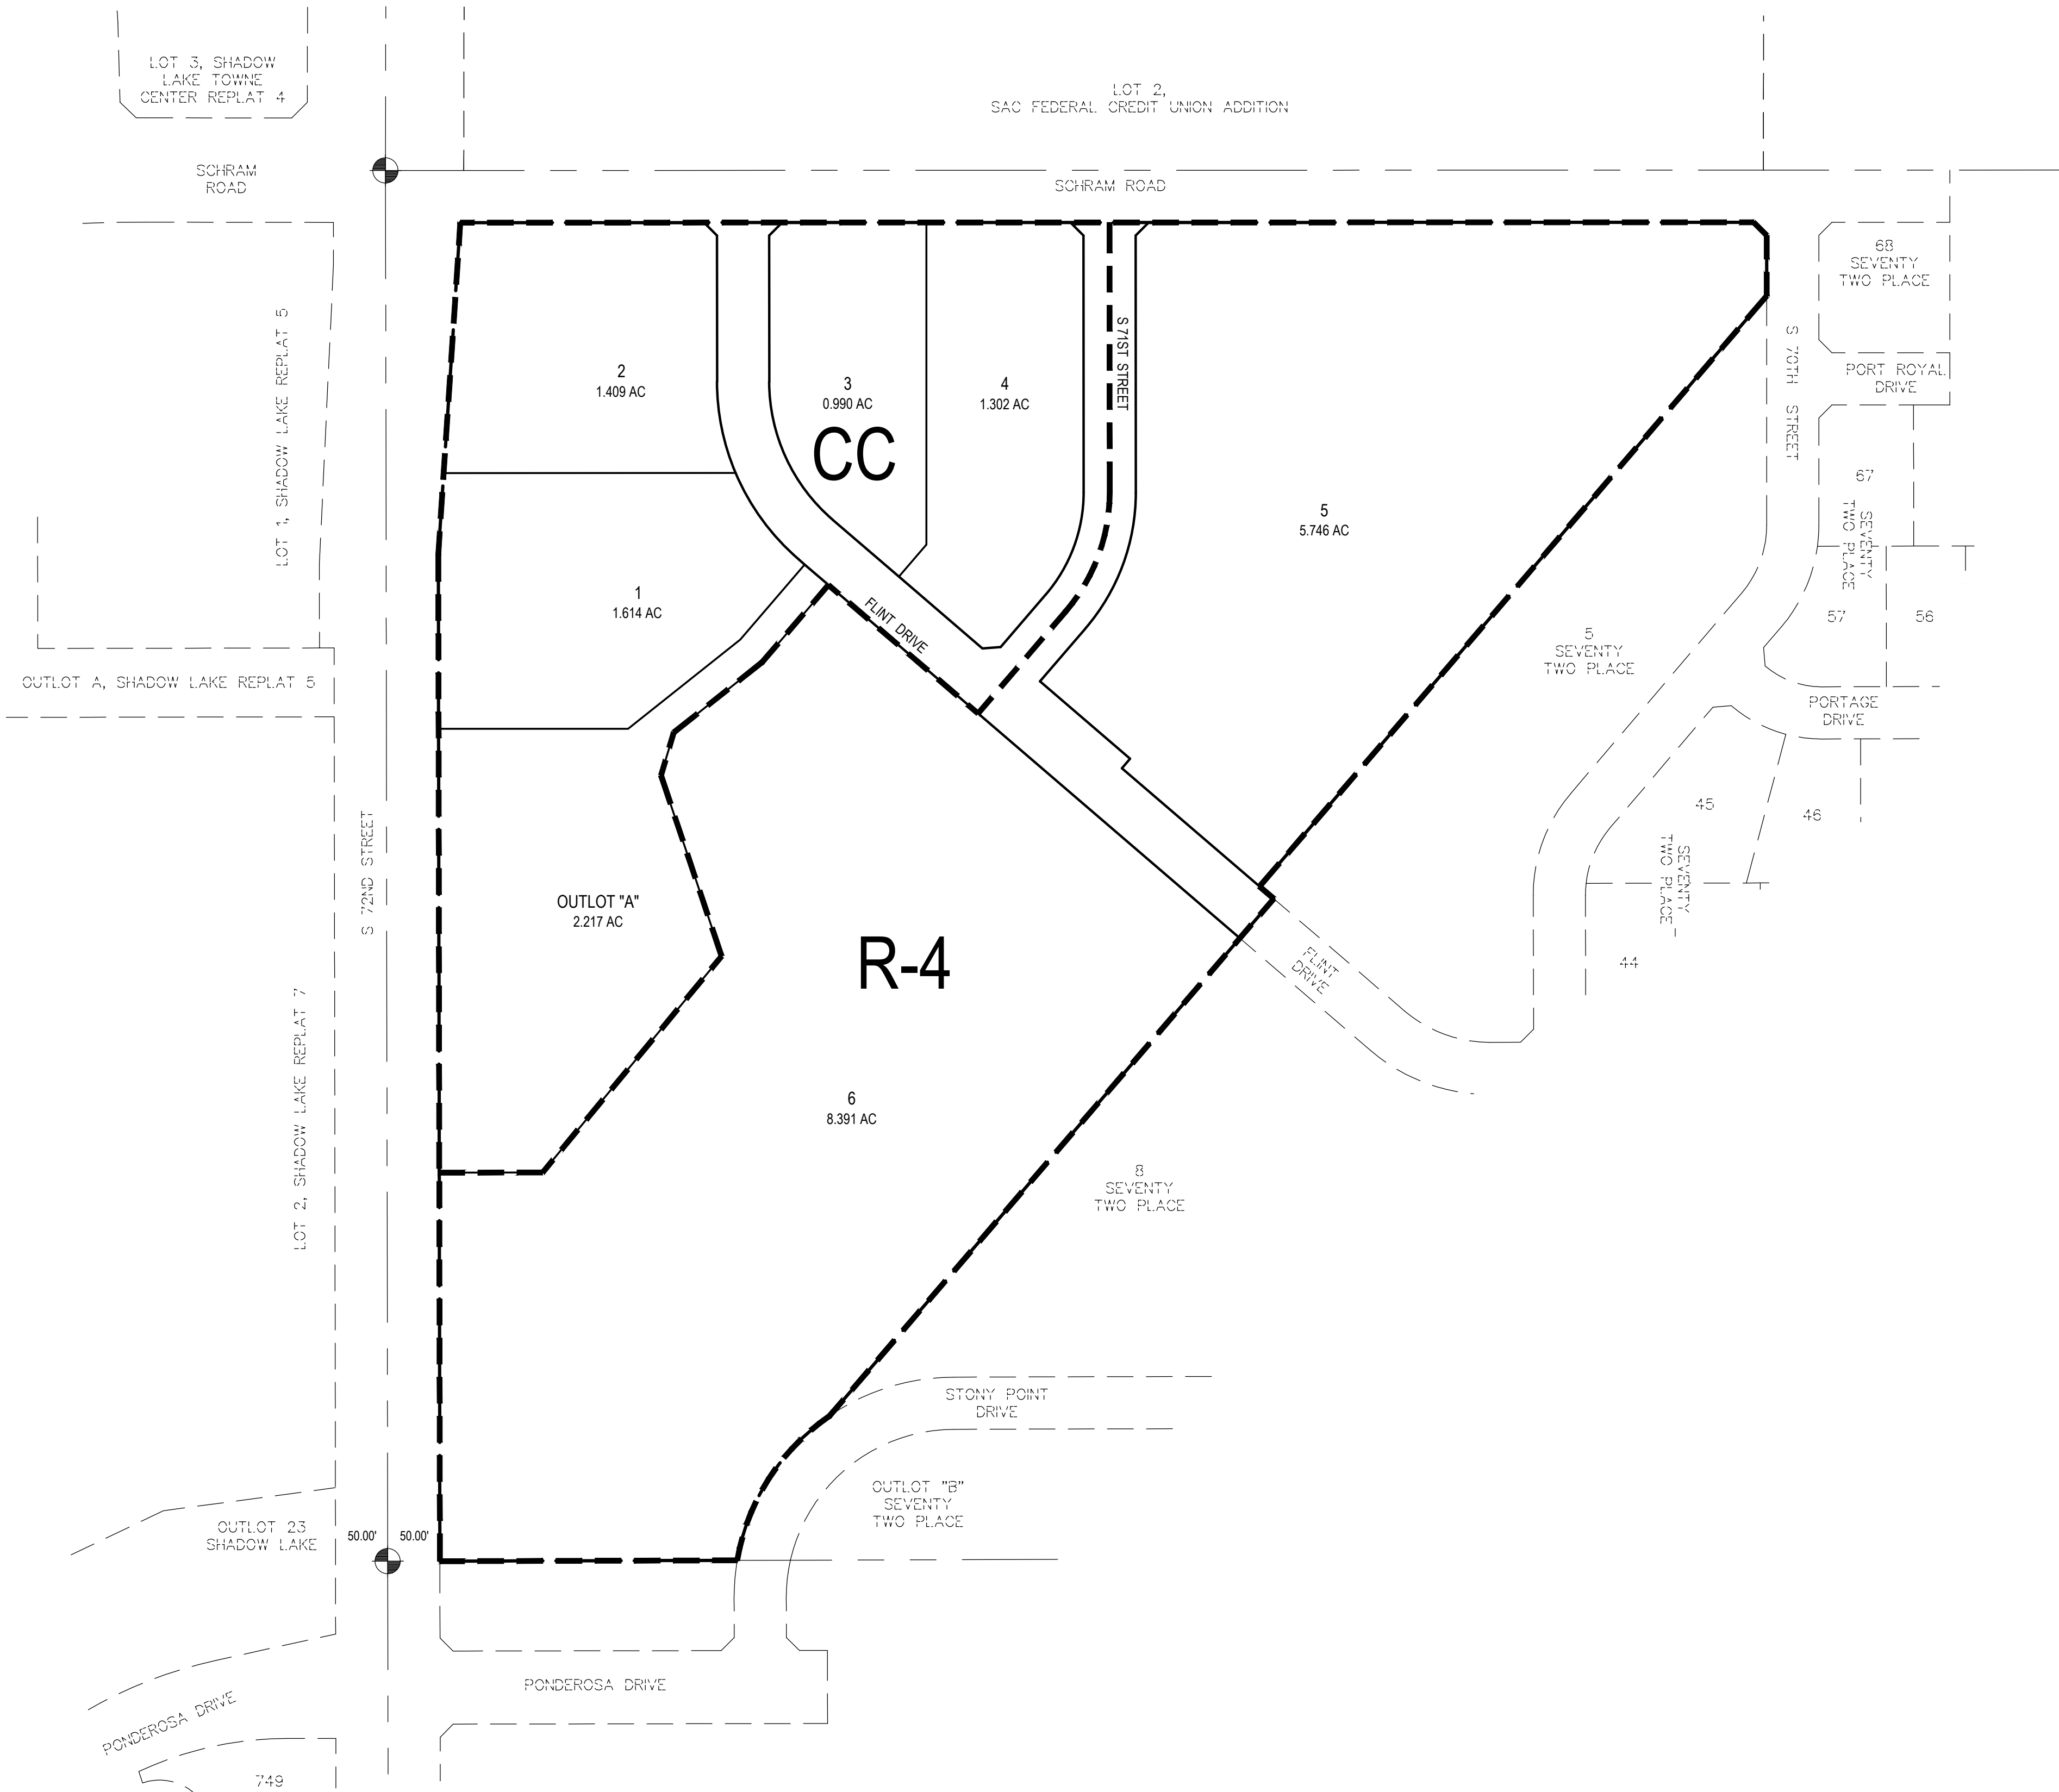 LOT 3, SHADOW
LAKE TOWNE
CENTER REPLAT 4
LOT 2,
SAC FEDERAL CREDIT UNION ADDITION
SCHRAM
ROAD
SCHRAM ROAD
68
SEVENTY
TWO PLACE
LOT 1, SHADOW LAKE REPLAT 5
2
1.409 AC
3
0.990 AC
CC
4
1.302 AC
S 71ST STREET
S 70TH STREET
PORT ROYAL
DRIVE
5
5.746 AC
67
SEVENTY
TWO PLACE
57
56
1
1.614 AC
FLINT DRIVE
5
SEVENTY
TWO PLACE
OUTLOT A, SHADOW LAKE REPLAT 5
PORTAGE
DRIVE
45
46
S 72ND STREET
SEVENTY
TWO PLACE
OUTLOT "A"
2.217 AC
R-4
FLINT
DRIVE
44
LOT 2, SHADOW LAKE REPLAT 7
6
8.391 AC
8
SEVENTY
TWO PLACE
STONY POINT
DRIVE
OUTLOT "B"
SEVENTY
TWO PLACE
OUTLOT 23
SHADOW LAKE
50.00'
50.00'
PONDEROSA DRIVE
PONDEROSA DRIVE
749